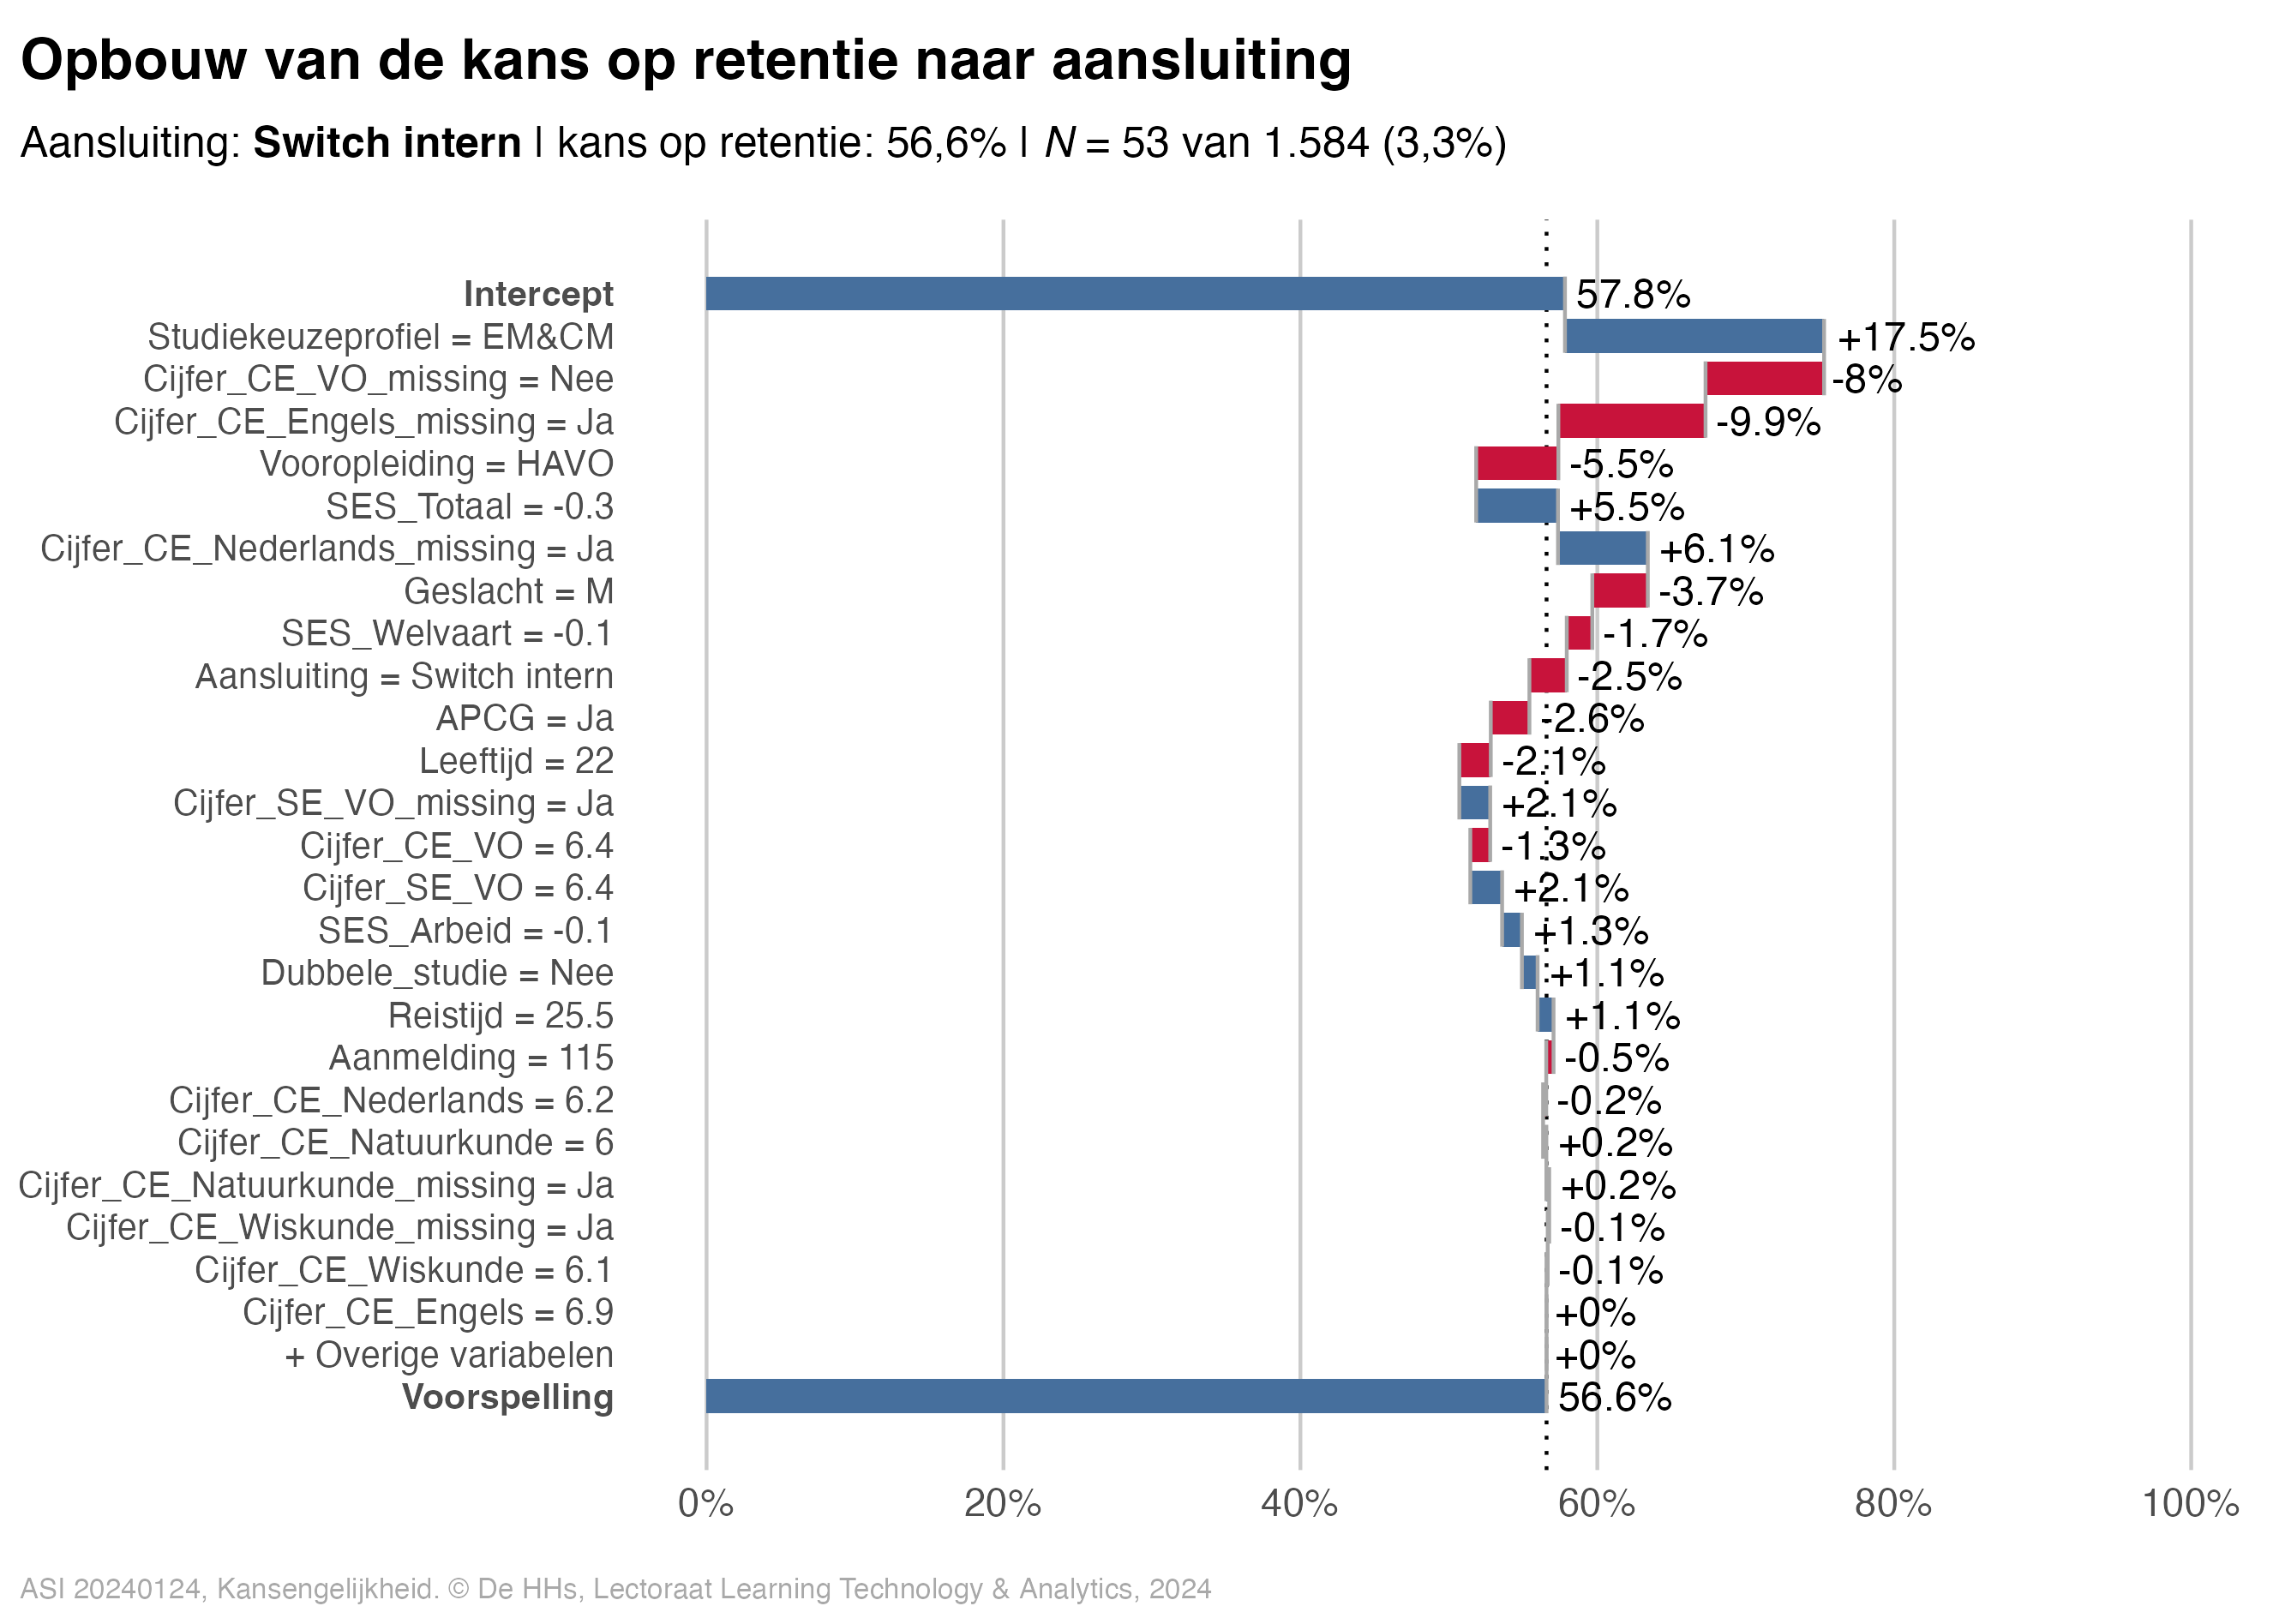 Opbouw van de kans op retentie naar aansluiting
Aansluiting: Switch intern | kans op retentie: 56,6% | N = 53 van 1.584 (3,3%)
Intercept 57.8%
Studiekeuzeprofiel = EM&CM +17.5%
Cijfer_CE_VO_missing = Nee -8%
Cijfer_CE_Engels_missing = Ja -9.9%
Vooropleiding = HAVO -5.5%
SES_Totaal = -0.3 +5.5%
Cijfer_CE_Nederlands_missing = Ja +6.1%
Geslacht = M -3.7%
SES_Welvaart = -0.1 -1.7%
Aansluiting = Switch intern -2.5%
APCG = Ja -2.6%
Leeftijd = 22 -2.1%
Cijfer_SE_VO_missing = Ja +2.1%
Cijfer_CE_VO = 6.4 -1.3%
Cijfer_SE_VO = 6.4 +2.1%
SES_Arbeid = -0.1 +1.3%
Dubbele_studie = Nee +1.1%
Reistijd = 25.5 +1.1%
Aanmelding = 115 -0.5%
Cijfer_CE_Nederlands = 6.2 -0.2%
Cijfer_CE_Natuurkunde = 6 +0.2%
Cijfer_CE_Natuurkunde_missing = Ja +0.2%
Cijfer_CE_Wiskunde_missing = Ja -0.1%
Cijfer_CE_Wiskunde = 6.1 -0.1%
Cijfer_CE_Engels = 6.9 +0%
+ Overige variabelen +0%
Voorspelling 56.6%
0% 20% 40% 60% 80% 100%
ASI 20240124, Kansengelijkheid. © De HHs, Lectoraat Learning Technology & Analytics, 2024